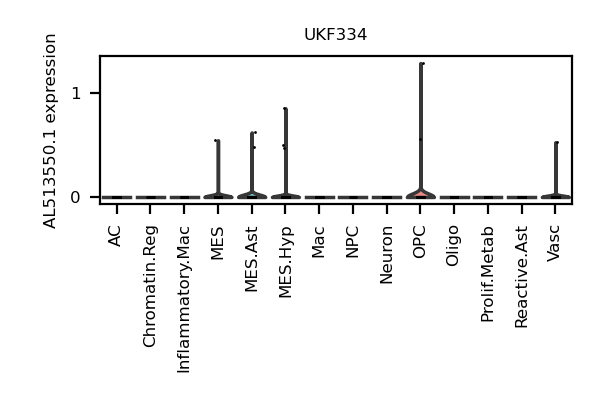 UKF334
AL513550.1 expression
1
0
AC
Chromatin.Reg
Inflammatory.Mac
MES
MES.Ast
MES.Hyp
Mac
NPC
Neuron
OPC
Oligo
Prolif.Metab
Reactive.Ast
Vasc